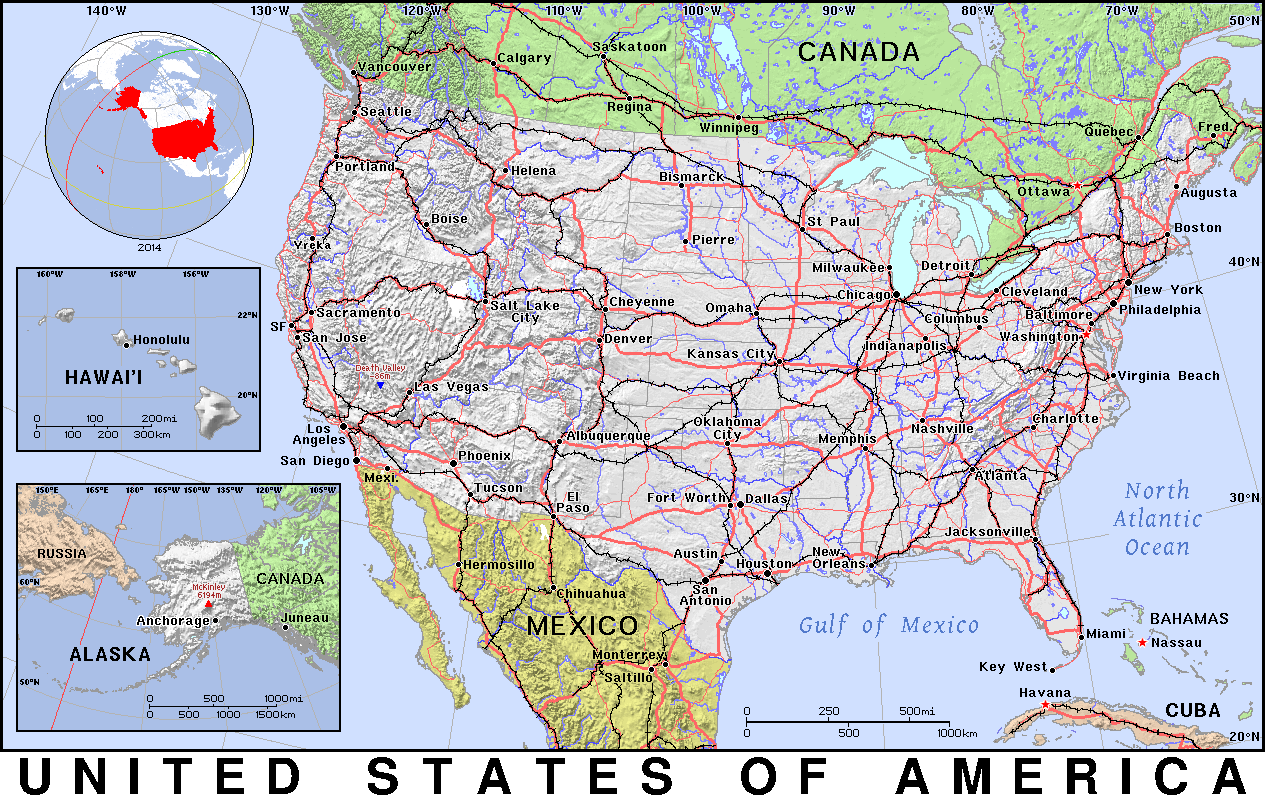 140°W
130°W
120°W
110°W
100°W
90°W
80°W
70°W
50°N
CANADA
Saskatoon
Calgary
Vancouver
Regina
Seattle
Winnipeg
Quebec
Fred.
Portland
Helena
Bismarck
Ottawa
Augusta
Boise
St Paul
Boston
2014
Yreka
Pierre
Milwaukee
Detroit
40°N
160°W
158°W
156°W
Salt Lake
City
Cheyenne
Omaha
Chicago
Cleveland
New York
22°N
Sacramento
Columbus
Baltimore
Philadelphia
SF
San Jose
Denver
Kansas City
Indianapolis
Washington
Honolulu
HAWAI'I
Death Valley
-86m
Las Vegas
Virginia Beach
20°N
0 100 200mi
0 100 200 300km
Los
Angeles
Albuquerque
Oklahoma
City
Memphis
Nashville
Charlotte
San Diego
Phoenix
Mexi.
Tucson
Atlanta
El
Paso
Fort Worth
Dallas
North
Atlantic
Ocean
30°N
150°E
165°E
180°
165°W
150°W
135°W
120°W
105°W
RUSSIA
60°N
CANADA
McKinley
6194m
Anchorage
Juneau
ALASKA
50°N
0 500 1000mi
0 500 1000 1500km
Hermosillo
Chihuahua
Austin
Houston
San
Antonio
New
Orleans
Jacksonville
MEXICO
Gulf of Mexico
BAHAMAS
Nassau
Miami
Monterrey
Saltillo
Key West
Havana
CUBA
0 250 500mi
0 500 1000km
20°N
UNITED STATES OF AMERICA